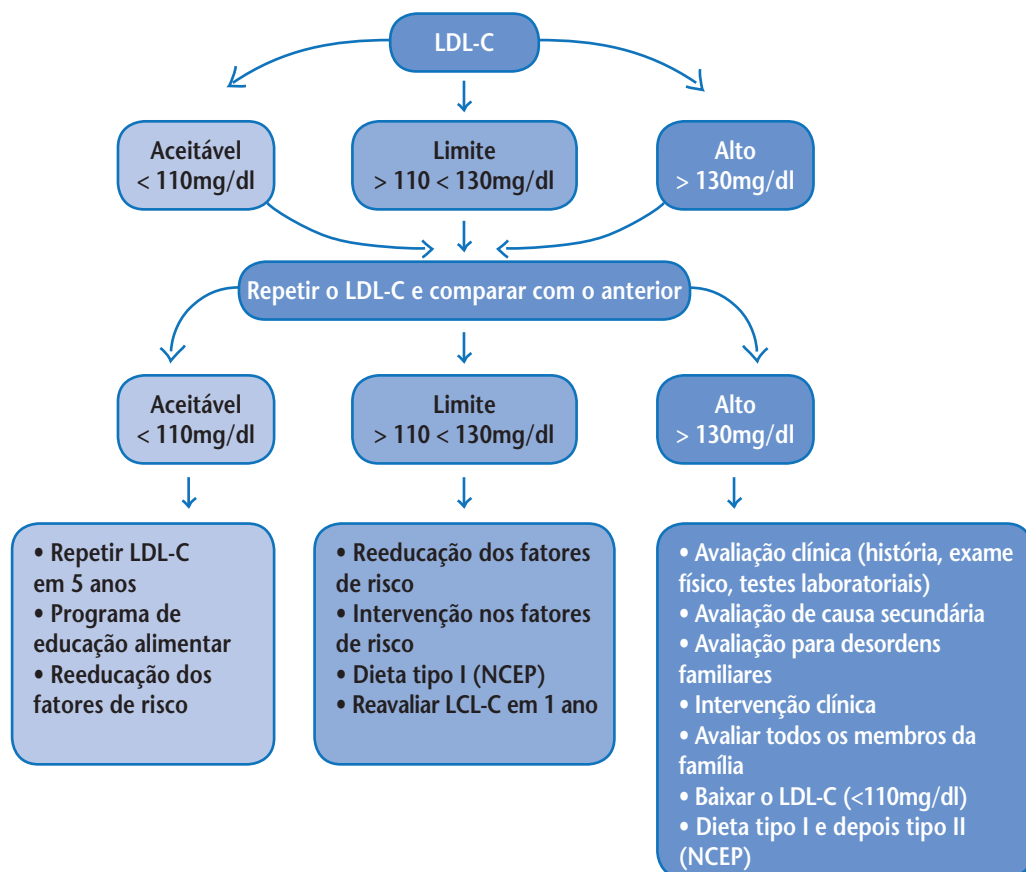 LDL-C
Aceitável
< 110mg/dl
Limite
> 110 < 130mg/dl
Alto
> 130mg/dl
Repetir o LDL-C e comparar com o anterior
Aceitável
< 110mg/dl
Limite
> 110 < 130mg/dl
Alto
> 130mg/dl
• Repetir LDL-C
em 5 anos
• Programa de
educação alimentar
• Reeducação dos
fatores de risco
• Reeducação dos fatores
de risco
• Intervenção nos fatores
de risco
• Dieta tipo I (NCEP)
• Reavaliar LCL-C em 1 ano
• Avaliação clínica (história, exame
físico, testes laboratoriais)
• Avaliação de causa secundária
• Avaliação para desordens
familiares
• Intervenção clínica
• Avaliar todos os membros da
família
• Baixar o LDL-C (<110mg/dl)
• Dieta tipo I e depois tipo II
(NCEP)